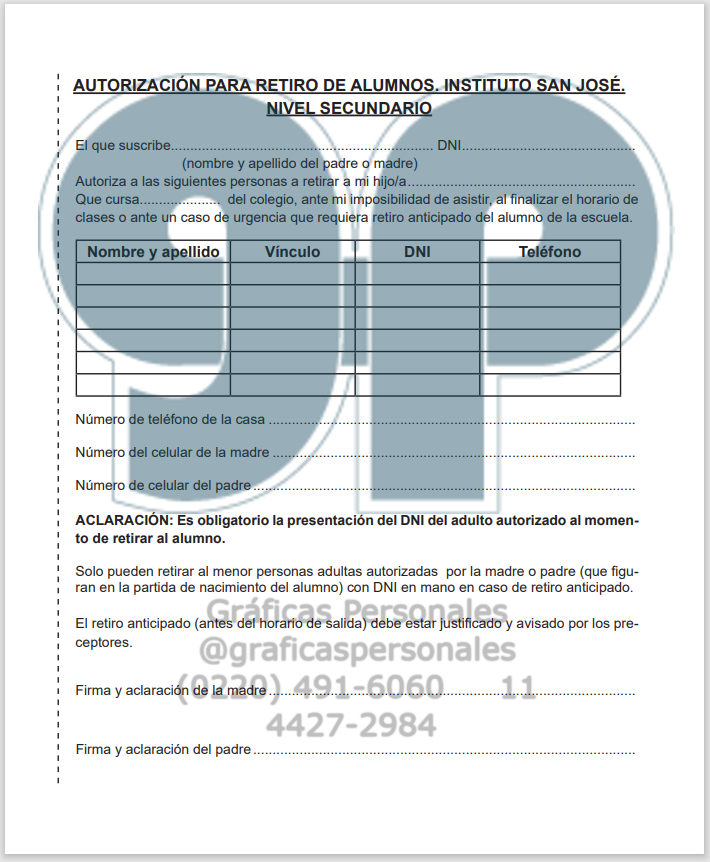 AUTORIZACIÓN PARA RETIRO DE ALUMNOS. INSTITUTO SAN JOSÉ.
NIVEL SECUNDARIO
El que suscribe.................................................................... DNI.............................................
(nombre y apellido del padre o madre)
Autoriza a las siguientes personas a retirar a mi hijo/a...........................................................
Que cursa..................... del colegio, ante mi imposibilidad de asistir, al finalizar el horario de
clases o ante un caso de urgencia que requiera retiro anticipado del alumno de la escuela.
Nombre y apellido Vínculo DNI Teléfono
Número de teléfono de la casa ...............................................................................................
Número del celular de la madre ..............................................................................................
Número de celular del padre...................................................................................................
ACLARACIÓN: Es obligatorio la presentación del DNI del adulto autorizado al momen-
to de retirar al alumno.
Solo pueden retirar al menor personas adultas autorizadas  por la madre o padre (que figu-
ran en la partida de nacimiento del alumno) con DNI en mano en caso de retiro anticipado.
Gráficas Personales
El retiro anticipado (antes del horario de salida) debe estar justificado y avisado por los pre-
ceptores.
@graficaspersonales
Firma y aclaración de la madre ...............................................................................................
(0220) 491-6060 11
4427-2984
Firma y aclaración del padre ...................................................................................................